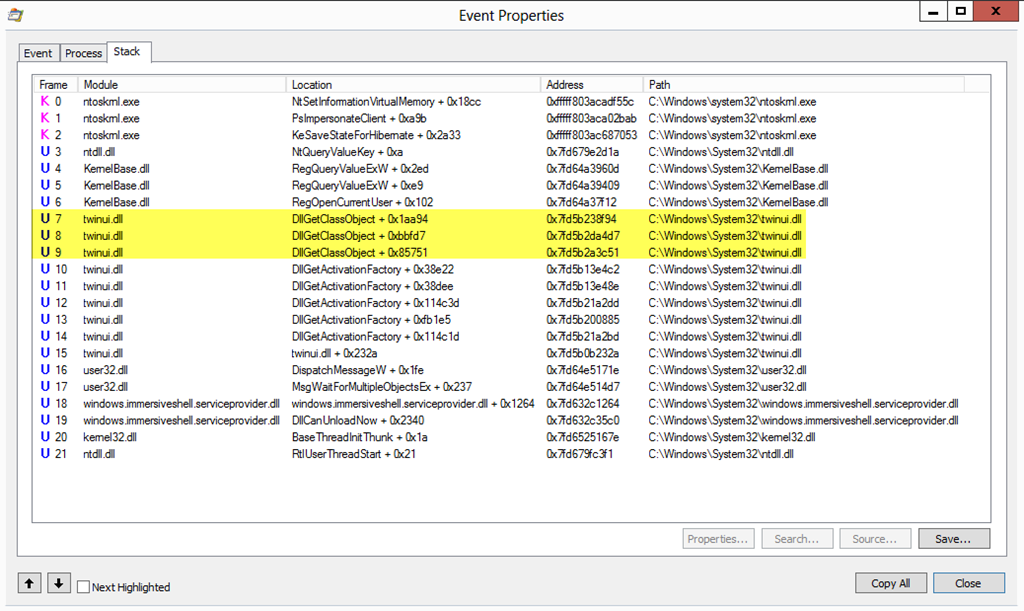 Event Properties
Event Process Stack
Frame Module Location Address Path
K 0 ntoskrnl.exe NtSetInformationVirtualMemory + 0x18cc 0xfffff803acadf55c C:\Windows\system32\ntoskrnl.exe
K 1 ntoskrnl.exe PsImpersonateClient + 0xa9b 0xfffff803aca02bab C:\Windows\system32\ntoskrnl.exe
K 2 ntoskrnl.exe KeSaveStateForHibernate + 0x2a33 0xfffff803ac687053 C:\Windows\system32\ntoskrnl.exe
U 3 ntdll.dll NtQueryValueKey + 0xa 0x7fd679e2d1a C:\Windows\System32\ntdll.dll
U 4 KernelBase.dll RegQueryValueExW + 0x2ed 0x7fd64a3960d C:\Windows\System32\KernelBase.dll
U 5 KernelBase.dll RegQueryValueExW + 0xe9 0x7fd64a39409 C:\Windows\System32\KernelBase.dll
U 6 KernelBase.dll RegOpenCurrentUser + 0x102 0x7fd64a37f12 C:\Windows\System32\KernelBase.dll
U 7 twinui.dll DllGetClassObject + 0x1aa94 0x7fd5b238f94 C:\Windows\System32\twinui.dll
U 8 twinui.dll DllGetClassObject + 0xbbfd7 0x7fd5b2da4d7 C:\Windows\System32\twinui.dll
U 9 twinui.dll DllGetClassObject + 0x85751 0x7fd5b2a3c51 C:\Windows\System32\twinui.dll
U 10 twinui.dll DllGetActivationFactory + 0x38e22 0x7fd5b13e4c2 C:\Windows\System32\twinui.dll
U 11 twinui.dll DllGetActivationFactory + 0x38dee 0x7fd5b13e48e C:\Windows\System32\twinui.dll
U 12 twinui.dll DllGetActivationFactory + 0x114c3d 0x7fd5b21a2dd C:\Windows\System32\twinui.dll
U 13 twinui.dll DllGetActivationFactory + 0xfb1e5 0x7fd5b200885 C:\Windows\System32\twinui.dll
U 14 twinui.dll DllGetActivationFactory + 0x114c1d 0x7fd5b21a2bd C:\Windows\System32\twinui.dll
U 15 twinui.dll twinui.dll + 0x232a 0x7fd5b0b232a C:\Windows\System32\twinui.dll
U 16 user32.dll DispatchMessageW + 0x1fe 0x7fd64e5171e C:\Windows\System32\user32.dll
U 17 user32.dll MsgWaitForMultipleObjectsEx + 0x237 0x7fd64e514d7 C:\Windows\System32\user32.dll
U 18 windows.immersiveshell.serviceprovider.dll windows.immersiveshell.serviceprovider.dll + 0x1264 0x7fd632c1264 C:\Windows\System32\windows.immersiveshell.serviceprovider.dll
U 19 windows.immersiveshell.serviceprovider.dll DllCanUnloadNow + 0x2340 0x7fd632c35c0 C:\Windows\System32\windows.immersiveshell.serviceprovider.dll
U 20 kernel32.dll BaseThreadInitThunk + 0x1a 0x7fd6525167e C:\Windows\System32\kernel32.dll
U 21 ntdll.dll RtlUserThreadStart + 0x21 0x7fd679fc3f1 C:\Windows\System32\ntdll.dll
Properties... Search... Source... Save...
Next Highlighted Copy All Close